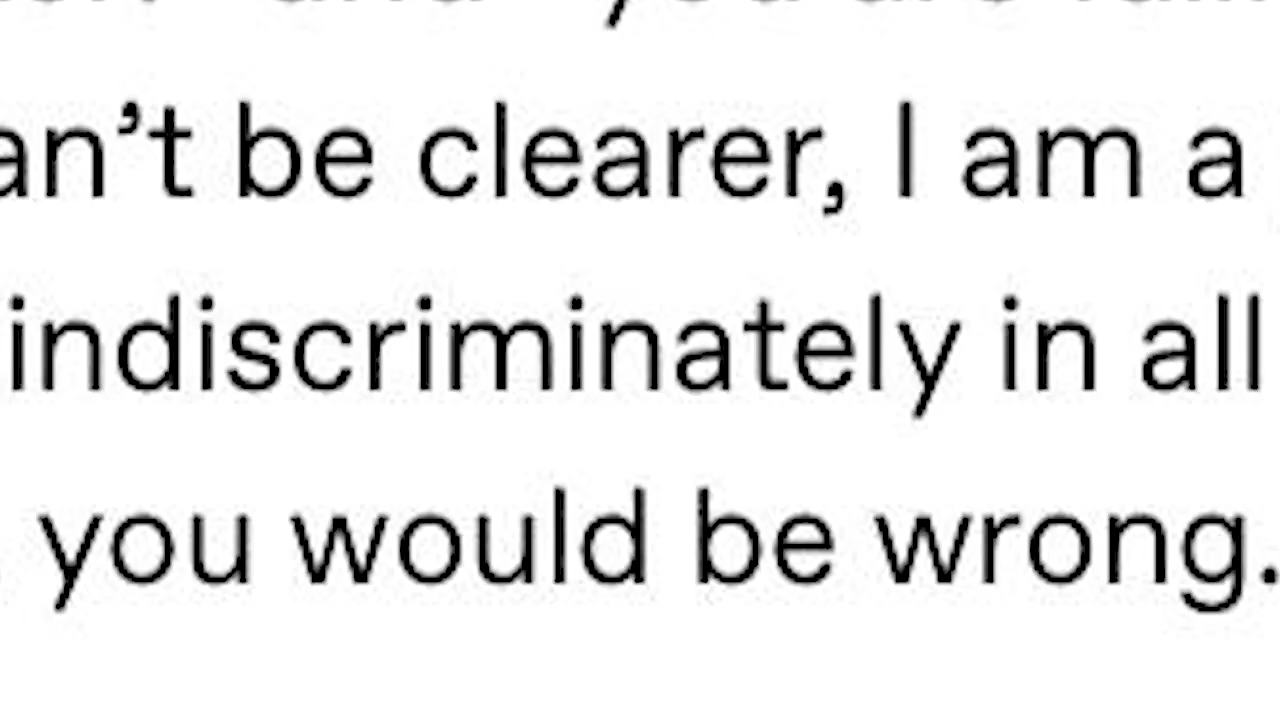 an’t be clearer, I am a
indiscriminately in all
you would be wrong.